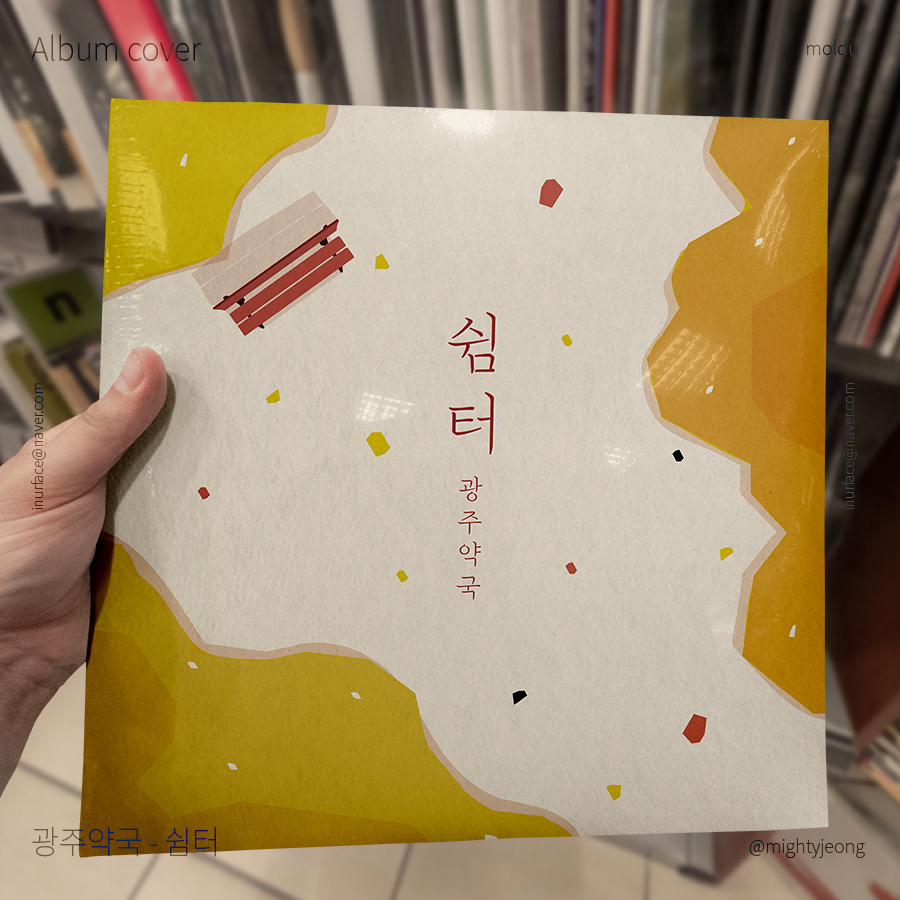 Album cover
molduli
쉼
터
광
주
약
국
inurface@naver.com
inurface@naver.com
n
광주약국 - 쉼터
@mightyjeong